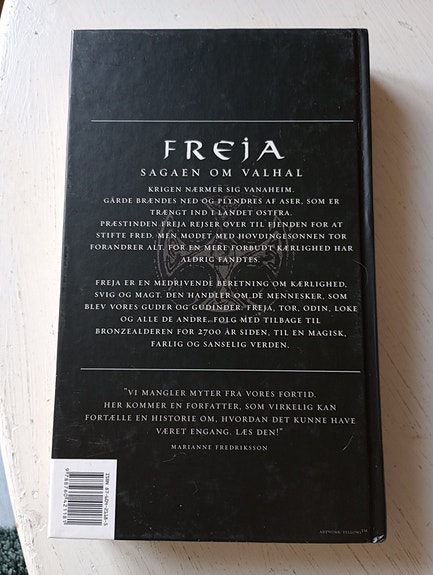 FREJA
SAGAEN OM VALHAL
KRIGEN NÆRMER SIG VANAHEIM.
GÅRDE BRÆNDES NED OG PLYNDRES AF ASER, SOM ER
TRÆNGT IND I LANDET ØSTFRA.
PRÆSTINDEN FREJA REJSER OVER TIL FJENDEN FOR AT
STIFTE FRED. MEN MØDET MED HØVDINGESØNNEN TOR
FORANDRER ALT. FOR EN MERE FORBUDT KÆRLIGHED HAR
ALDRIG FANDTES.
FREJA ER EN MEDRIVENDE BERETNING OM KÆRLIGHED,
SVIG OG MAGT. DEN HANDLER OM DE MENNESKER, SOM
BLEV VORES GUDER OG GUDINDER: FREJA, TOR, ODIN, LOKE
OG ALLE DE ANDRE. FØLG MED TILBAGE TIL
BRONZEALDEREN FOR 2700 ÅR SIDEN, TIL EN MAGISK,
FARLIG OG SANSELIG VERDEN.
"VI MANGLER MYTER FRA VORES FORTID.
HER KOMMER EN FORFATTER, SOM VIRKELIG KAN
FORTÆLLE EN HISTORIE OM, HVORDAN DET KUNNE HAVE
VÆRET ENGANG. LÆS DEN!"
MARIANNE FREDRIKSSON